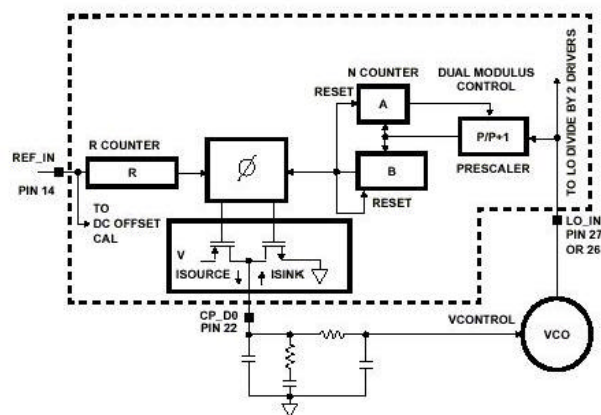 N COUNTER
DUAL MODULUS
CONTROL
TO LO DIVIDE BY 2 DRIVERS
RESET
A
P/P+1
PRESCALER
B
RESET
R COUNTER
REF_IN
R
Ø
PIN 14
TO
DC OFFSET
CAL
V
ISOURCE
ISINK
LO_IN
PIN 27
OR 26
CP_D0
PIN 22
VCONTROL
VCO